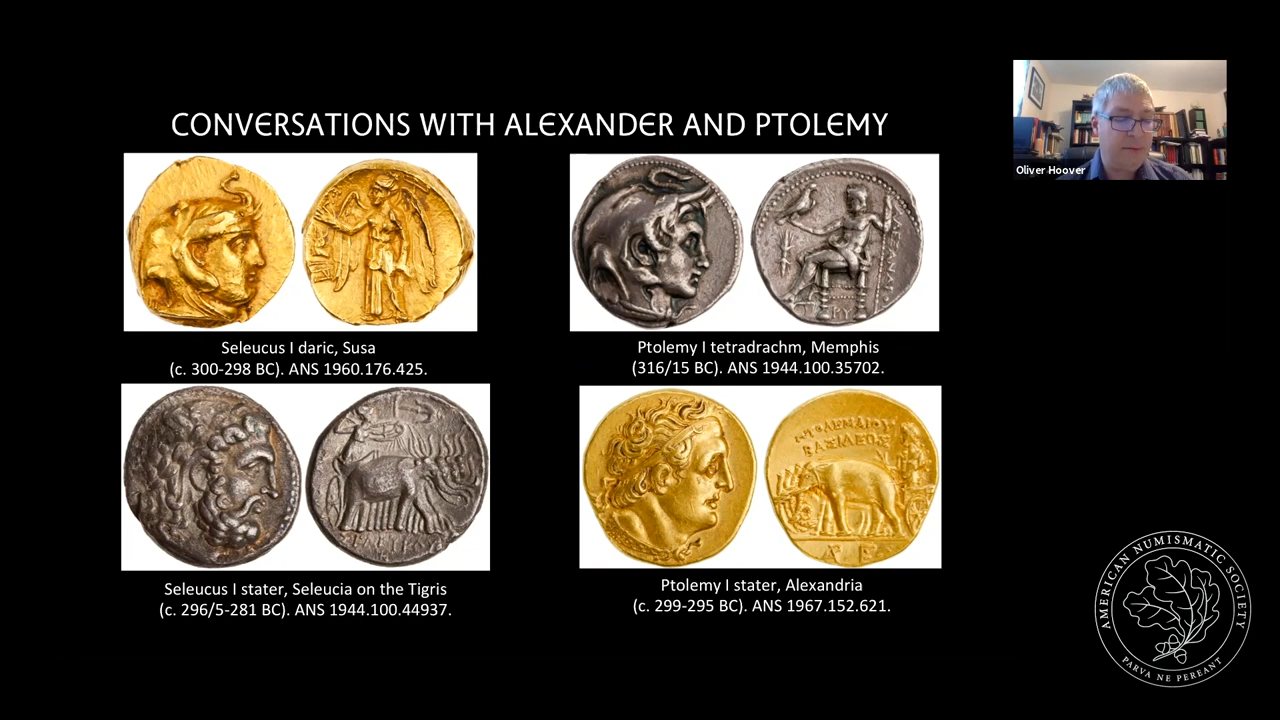 CONVERSATIONS WITH ALEXANDER AND PTOLEMY
Oliver Hoover
Seleucus I daric, Susa
(c. 300-298 BC). ANS 1960.176.425.
Ptolemy I tetradrachm, Memphis
(316/15 BC). ANS 1944.100.35702.
ΠΤΟΛΕΜΑΙΟΥ
ΒΑΣΙΛΕΩΣ
Seleucus I stater, Seleucia on the Tigris
(c. 296/5-281 BC). ANS 1944.100.44937.
Ptolemy I stater, Alexandria
(c. 299-295 BC). ANS 1967.152.621.
AMERICAN NUMISMATIC SOCIETY
PARVA NE PEREANT